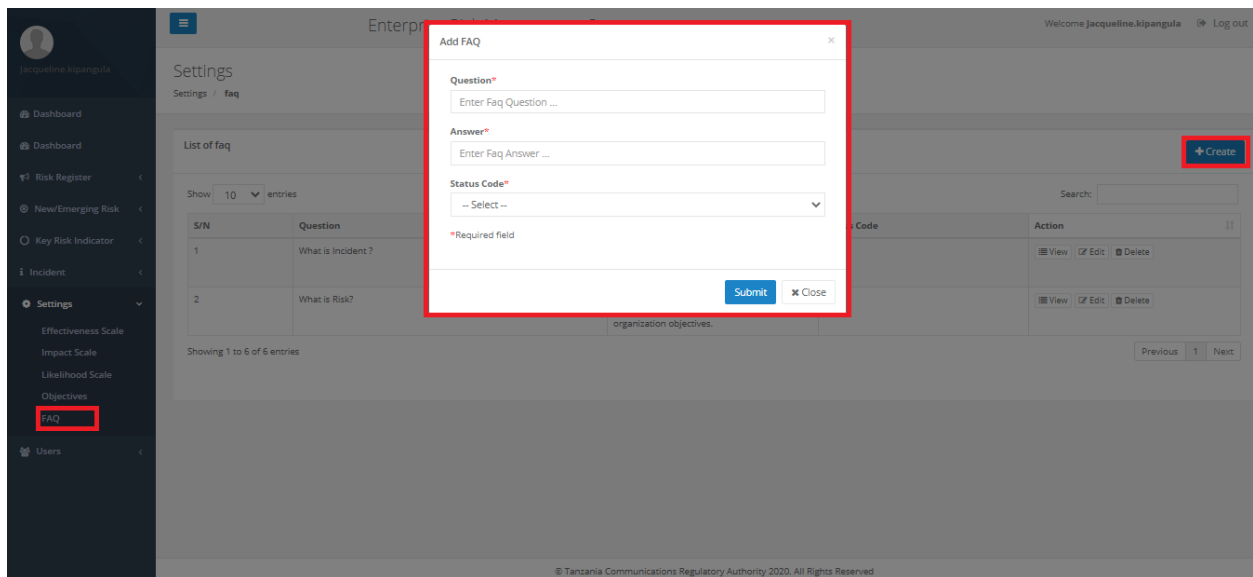 Enterpr
Welcome Jacqueline.kipangula Log out
Jacqueline.kipangula
Settings
Settings / faq
Dashboard
Dashboard
Risk Register
New/Emerging Risk
Key Risk Indicator
Incident
Settings
Effectiveness Scale
Impact Scale
Likelihood Scale
Objectives
FAQ
Users
List of faq
+ Create
Show 10 entries
Search:
S/N Question s Code Action
1 What is Incident ? View Edit Delete
2 What is Risk? View Edit Delete
organization objectives.
Showing 1 to 6 of 6 entries
Previous 1 Next
Add FAQ ×
Question*
Enter Faq Question ...
Answer*
Enter Faq Answer ...
Status Code*
-- Select --
*Required field
Submit × Close
© Tanzania Communications Regulatory Authority 2020. All Rights Reserved